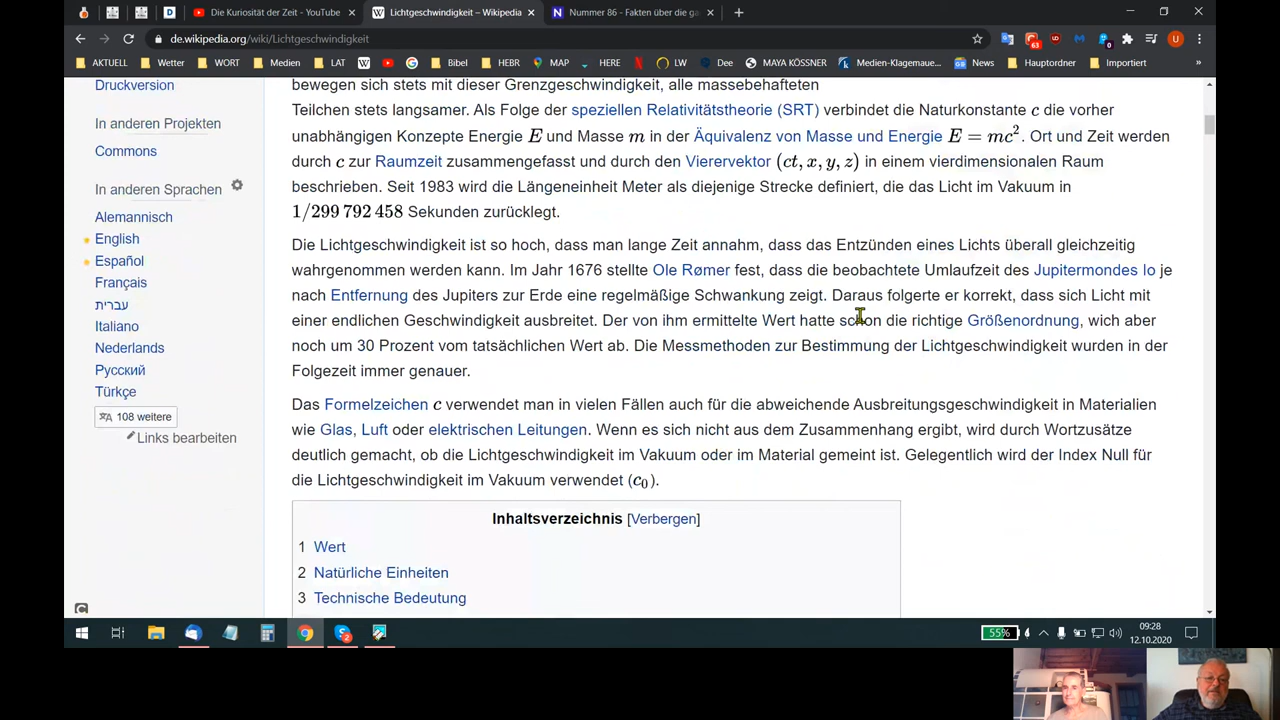 Die Kuriosität der Zeit - YouTube
Lichtgeschwindigkeit – Wikipedia
Nummer 86 - Fakten über die ga
de.wikipedia.org/wiki/Lichtgeschwindigkeit
63
0
U
AKTUELL Wetter WORT Medien LAT Bibel HEBR MAP HERE LW Dee MAYA KÖSSNER Medien-Klagemaue... News Hauptordner Importiert
Druckversion
In anderen Projekten
Commons
In anderen Sprachen
Alemannisch
English
Español
Français
עברית
Italiano
Nederlands
Русский
Türkçe
108 weitere
Links bearbeiten
bewegen sich stets mit dieser Grenzgeschwindigkeit, alle massebehafteten
Teilchen stets langsamer. Als Folge der speziellen Relativitätstheorie (SRT) verbindet die Naturkonstante c die vorher
unabhängigen Konzepte Energie E und Masse m in der Äquivalenz von Masse und Energie E = mc². Ort und Zeit werden
durch c zur Raumzeit zusammengefasst und durch den Vierervektor (ct, x, y, z) in einem vierdimensionalen Raum
beschrieben. Seit 1983 wird die Längeneinheit Meter als diejenige Strecke definiert, die das Licht im Vakuum in
1/299 792 458 Sekunden zurücklegt.
Die Lichtgeschwindigkeit ist so hoch, dass man lange Zeit annahm, dass das Entzünden eines Lichts überall gleichzeitig
wahrgenommen werden kann. Im Jahr 1676 stellte Ole Rømer fest, dass die beobachtete Umlaufzeit des Jupitermondes Io je
nach Entfernung des Jupiters zur Erde eine regelmäßige Schwankung zeigt. Daraus folgerte er korrekt, dass sich Licht mit
einer endlichen Geschwindigkeit ausbreitet. Der von ihm ermittelte Wert hatte schon die richtige Größenordnung, wich aber
noch um 30 Prozent vom tatsächlichen Wert ab. Die Messmethoden zur Bestimmung der Lichtgeschwindigkeit wurden in der
Folgezeit immer genauer.
Das Formelzeichen c verwendet man in vielen Fällen auch für die abweichende Ausbreitungsgeschwindigkeit in Materialien
wie Glas, Luft oder elektrischen Leitungen. Wenn es sich nicht aus dem Zusammenhang ergibt, wird durch Wortzusätze
deutlich gemacht, ob die Lichtgeschwindigkeit im Vakuum oder im Material gemeint ist. Gelegentlich wird der Index Null für
die Lichtgeschwindigkeit im Vakuum verwendet (c₀).
Inhaltsverzeichnis [Verbergen]
1 Wert
2 Natürliche Einheiten
3 Technische Bedeutung
55%
09:28
12.10.2020